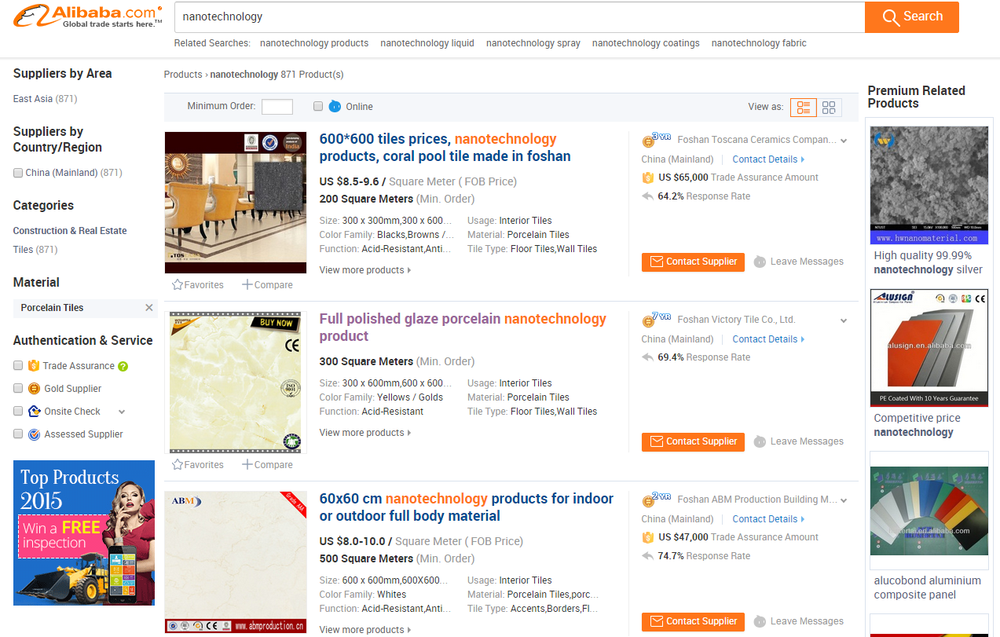 Alibaba.com
Global trade starts here.™
nanotechnology
Search
Related Searches: nanotechnology products nanotechnology liquid nanotechnology spray nanotechnology coatings nanotechnology fabric
Suppliers by Area
East Asia (871)
Suppliers by
Country/Region
China (Mainland) (871)
Categories
Construction & Real Estate
Tiles (871)
Material
Porcelain Tiles
Authentication & Service
Trade Assurance ?
Gold Supplier
Onsite Check
Assessed Supplier
Top Products
2015
Win a FREE
inspection
Products › nanotechnology 871 Product(s)
Minimum Order: Online View as:
India
TOS
600*600 tiles prices, nanotechnology
products, coral pool tile made in foshan
US $8.5-9.6 / Square Meter ( FOB Price)
200 Square Meters (Min. Order)
Size: 300 x 300mm,300 x 600... Usage: Interior Tiles
Color Family: Blacks,Browns /... Material: Porcelain Tiles
Function: Acid-Resistant,Anti... Tile Type: Floor Tiles,Wall Tiles
View more products
Favorites Compare
3 YR Foshan Toscana Ceramics Compan...
China (Mainland) | Contact Details
US $65,000 Trade Assurance Amount
64.2% Response Rate
Contact Supplier Leave Messages
BUY NOW
CE
ISO
9001
Full polished glaze porcelain nanotechnology
product
300 Square Meters (Min. Order)
Size: 300 x 600mm,600 x 600... Usage: Interior Tiles
Color Family: Yellows / Golds Material: Porcelain Tiles
Function: Acid-Resistant Tile Type: Floor Tiles,Wall Tiles
View more products
Favorites Compare
7 YR Foshan Victory Tile Co., Ltd.
China (Mainland) | Contact Details
69.4% Response Rate
Contact Supplier Leave Messages
ABM
Grade AAA
CE
www.abmproduction.cn
60x60 cm nanotechnology products for indoor
or outdoor full body material
US $8.0-10.0 / Square Meter ( FOB Price)
500 Square Meters (Min. Order)
Size: 600 x 600mm,600X600... Usage: Interior Tiles
Color Family: Whites Material: Porcelain Tiles,porc...
Function: Acid-Resistant,Anti... Tile Type: Accents,Borders,Fl...
View more products
2 YR Foshan ABM Production Building M...
China (Mainland) | Contact Details
US $47,000 Trade Assurance Amount
74.7% Response Rate
Contact Supplier Leave Messages
Premium Related
Products
www.hwnanomaterial.com
High quality 99.99%
nanotechnology silver
ALUSIGN
CE
alusign.en.alibaba.com
PE Coated With 10 Years Guarantee
Competitive price
nanotechnology
alucobond aluminium
composite panel